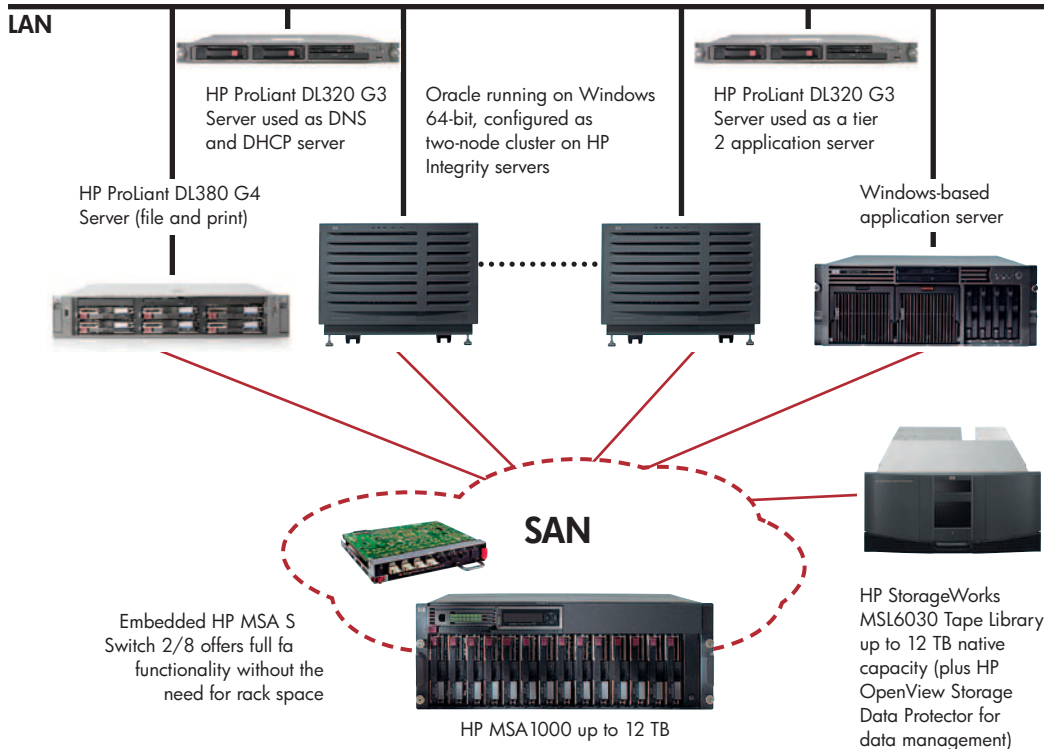 LAN
HP ProLiant DL320 G3
Server used as DNS
and DHCP server
Oracle running on Windows
64-bit, configured as
two-node cluster on HP
Integrity servers
HP ProLiant DL320 G3
Server used as a tier
2 application server
HP ProLiant DL380 G4
Server (file and print)
Windows-based
application server
SAN
Embedded HP MSA S
Switch 2/8 offers full fa
functionality without the
need for rack space
HP MSA1000 up to 12 TB
HP StorageWorks
MSL6030 Tape Library
up to 12 TB native
capacity (plus HP
OpenView Storage
Data Protector for
data management)